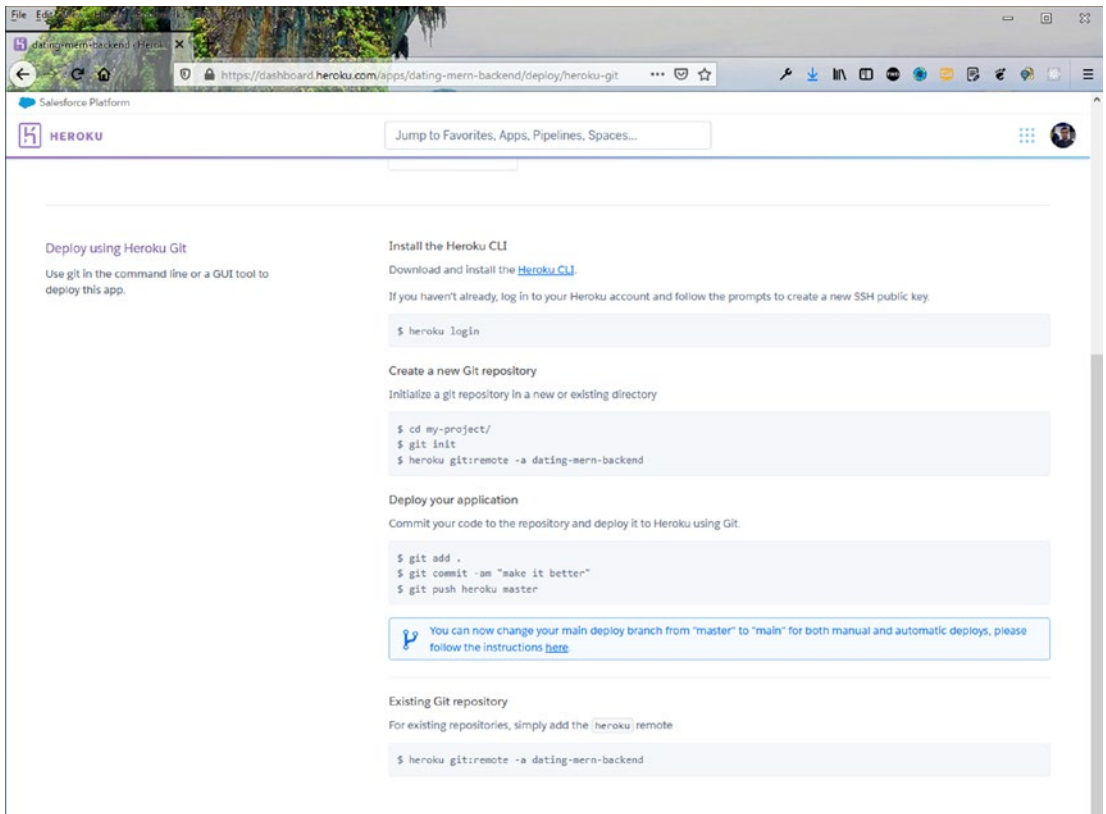 File Edit
dating-mern-backend · Heroku
https://dashboard.heroku.com/apps/dating-mern-backend/deploy/heroku-git
Salesforce Platform
HEROKU
Jump to Favorites, Apps, Pipelines, Spaces...
Deploy using Heroku Git
Use git in the command line or a GUI tool to
deploy this app.
Install the Heroku CLI
Download and install the Heroku CLI.
If you haven't already, log in to your Heroku account and follow the prompts to create a new SSH public key.
$ heroku login
Create a new Git repository
Initialize a git repository in a new or existing directory
$ cd my-project/
$ git init
$ heroku git:remote -a dating-mern-backend
Deploy your application
Commit your code to the repository and deploy it to Heroku using Git.
$ git add .
$ git commit -am "make it better"
$ git push heroku master
You can now change your main deploy branch from "master" to "main" for both manual and automatic deploys, please
follow the instructions here.
Existing Git repository
For existing repositories, simply add the heroku remote
$ heroku git:remote -a dating-mern-backend